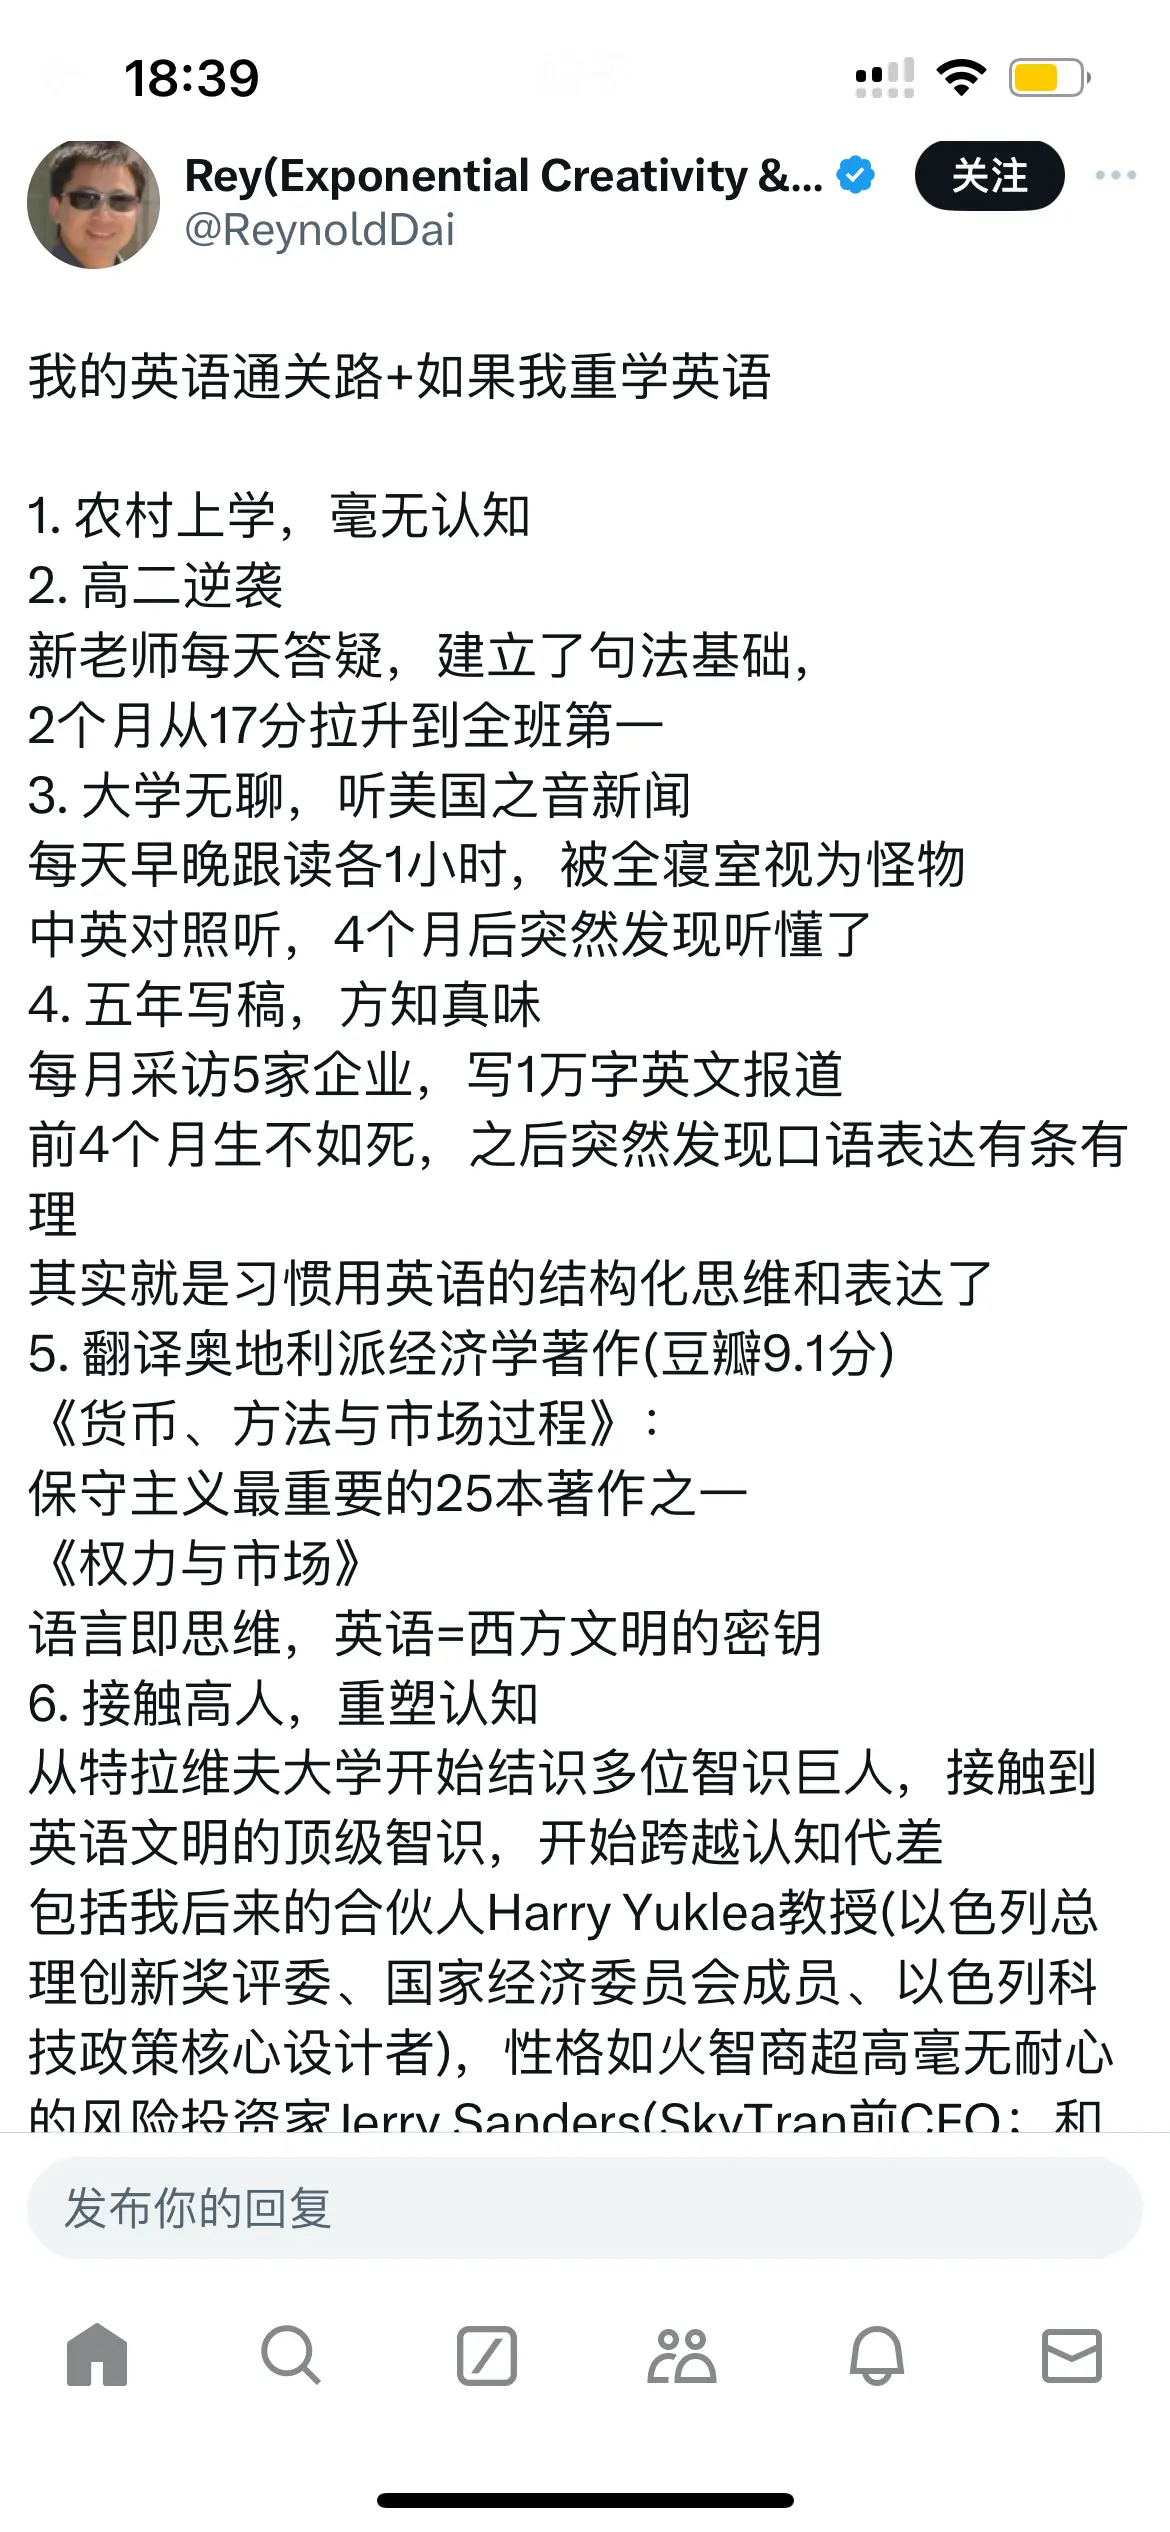 18:39
Rey(Exponential Creativity &...
关注
@ReynoldDai
我的英语通关路+如果我重学英语
1. 农村上学，毫无认知
2. 高二逆袭
新老师每天答疑，建立了句法基础，
2个月从17分拉升到全班第一
3. 大学无聊，听美国之音新闻
每天早晚跟读各1小时，被全寝室视为怪物
中英对照听，4个月后突然发现听懂了
4. 五年写稿，方知真味
每月采访5家企业，写1万字英文报道
前4个月生不如死，之后突然发现口语表达有条有
理
其实就是习惯用英语的结构化思维和表达了
5. 翻译奥地利派经济学著作(豆瓣9.1分)
《货币、方法与市场过程》：
保守主义最重要的25本著作之一
《权力与市场》
语言即思维，英语=西方文明的密钥
6. 接触高人，重塑认知
从特拉维夫大学开始结识多位智识巨人，接触到
英语文明的顶级智识，开始跨越认知代差
包括我后来的合伙人Harry Yuklea教授(以色列总
理创新奖评委、国家经济委员会成员、以色列科
技政策核心设计者)，性格如火智商超高毫无耐心
的风险投资家Jerry Sanders(SkyTran前CEO；和
发布你的回复